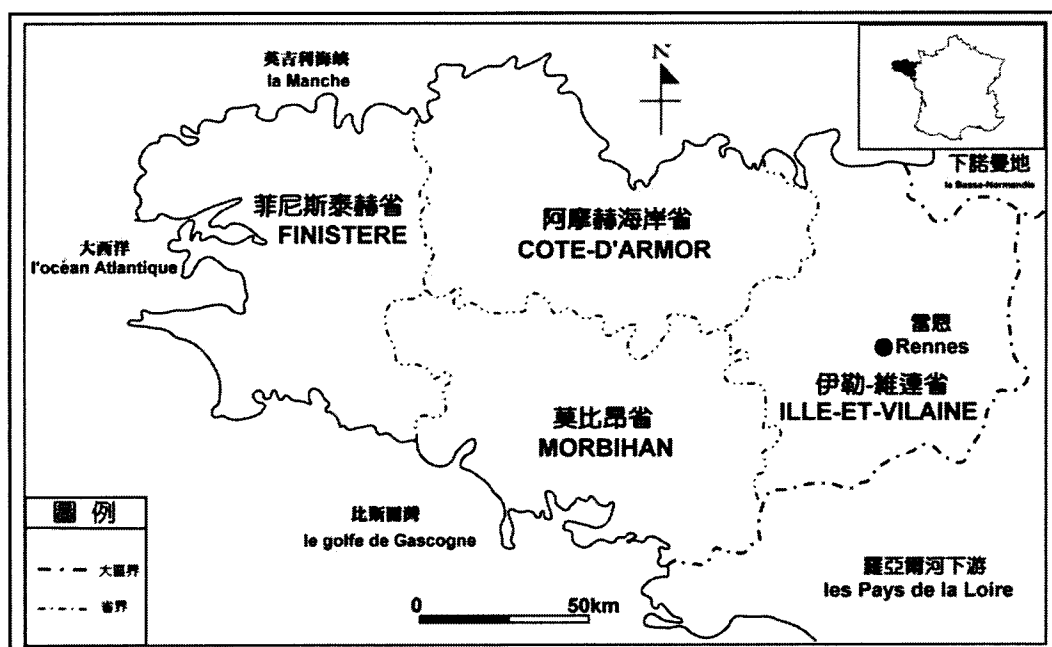 英吉利海峽
la Manche
N
下諾曼地
la Basse-Normandie
菲尼斯泰赫省
FINISTERE
阿摩赫海岸省
COTE-D'ARMOR
大西洋
l'océan Atlantique
雷恩
Rennes
伊勒-維連省
ILLE-ET-VILAINE
莫比昂省
MORBIHAN
圖 例
大區界
省界
比斯開灣
le golfe de Gascogne
羅亞爾河下游
les Pays de la Loire
0 50km